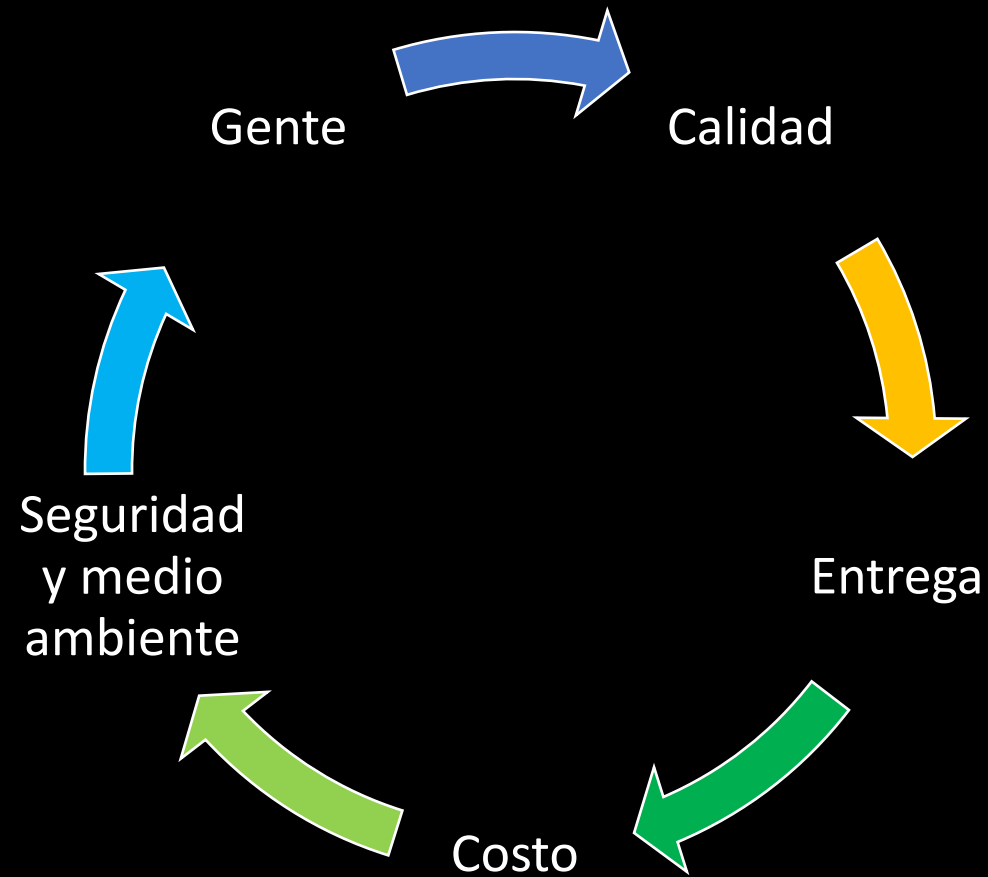 Gente
Calidad
Entrega
Costo
Seguridad
y medio
ambiente